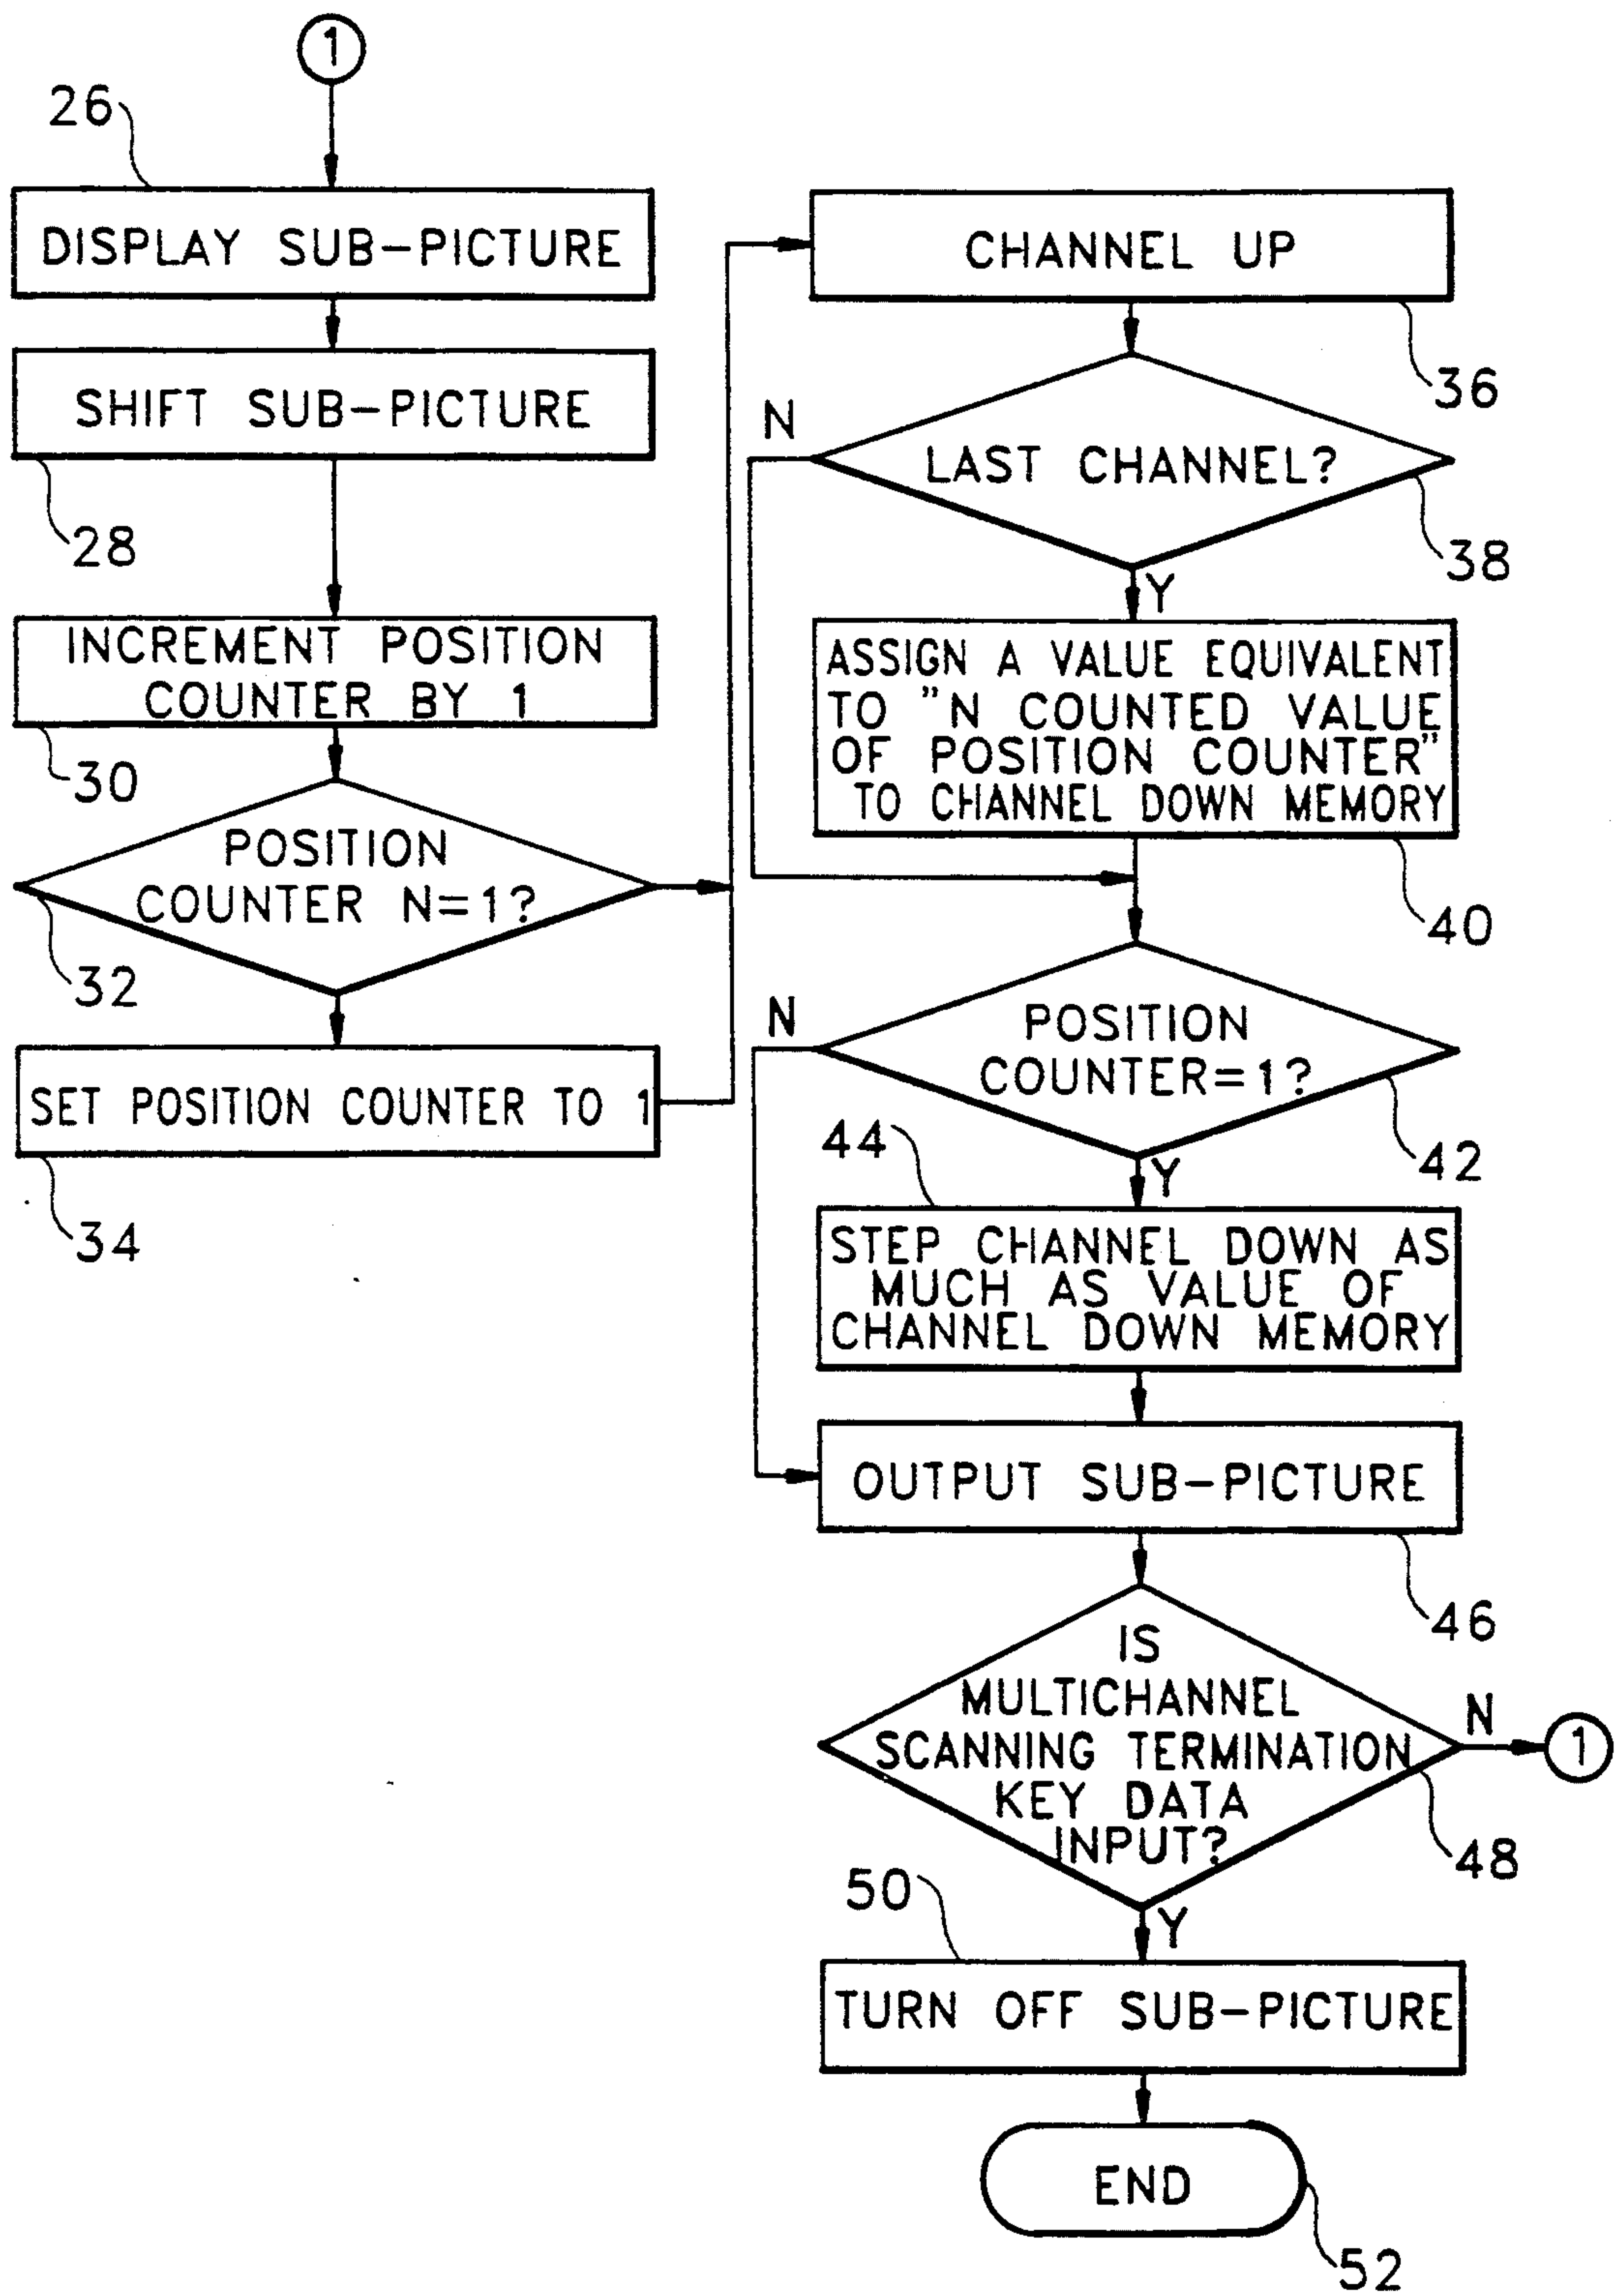 1
26
DISPLAY SUB-PICTURE
SHIFT SUB-PICTURE
28
INCREMENT POSITION
COUNTER BY 1
30
POSITION
COUNTER N=1?
32
SET POSITION COUNTER TO 1
34
CHANNEL UP
36
N
LAST CHANNEL?
38
Y
ASSIGN A VALUE EQUIVALENT
TO "N COUNTED VALUE
OF POSITION COUNTER"
TO CHANNEL DOWN MEMORY
40
N
POSITION
COUNTER=1?
42
44
Y
STEP CHANNEL DOWN AS
MUCH AS VALUE OF
CHANNEL DOWN MEMORY
OUTPUT SUB-PICTURE
46
IS
MULTICHANNEL
SCANNING TERMINATION
KEY DATA
INPUT?
N
1
48
50
Y
TURN OFF SUB-PICTURE
END
52